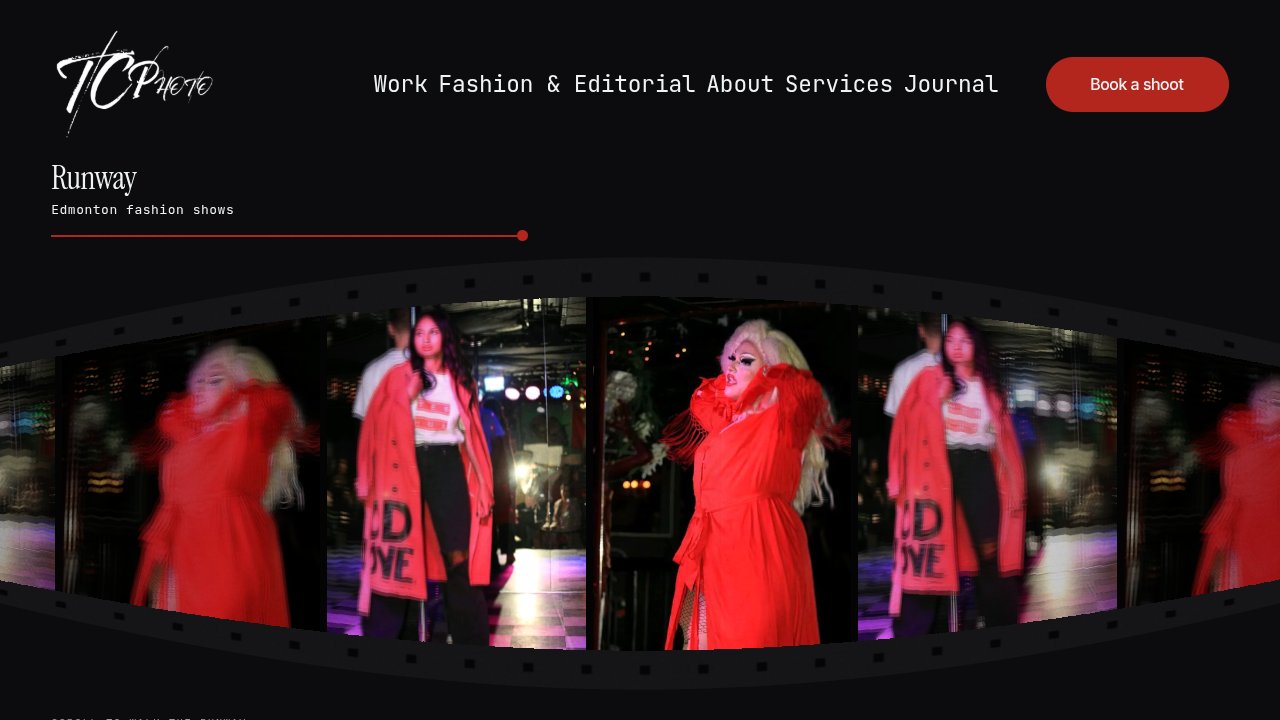 TCPHOTO
Work Fashion & Editorial About Services Journal
Book a shoot
Runway
Edmonton fashion shows